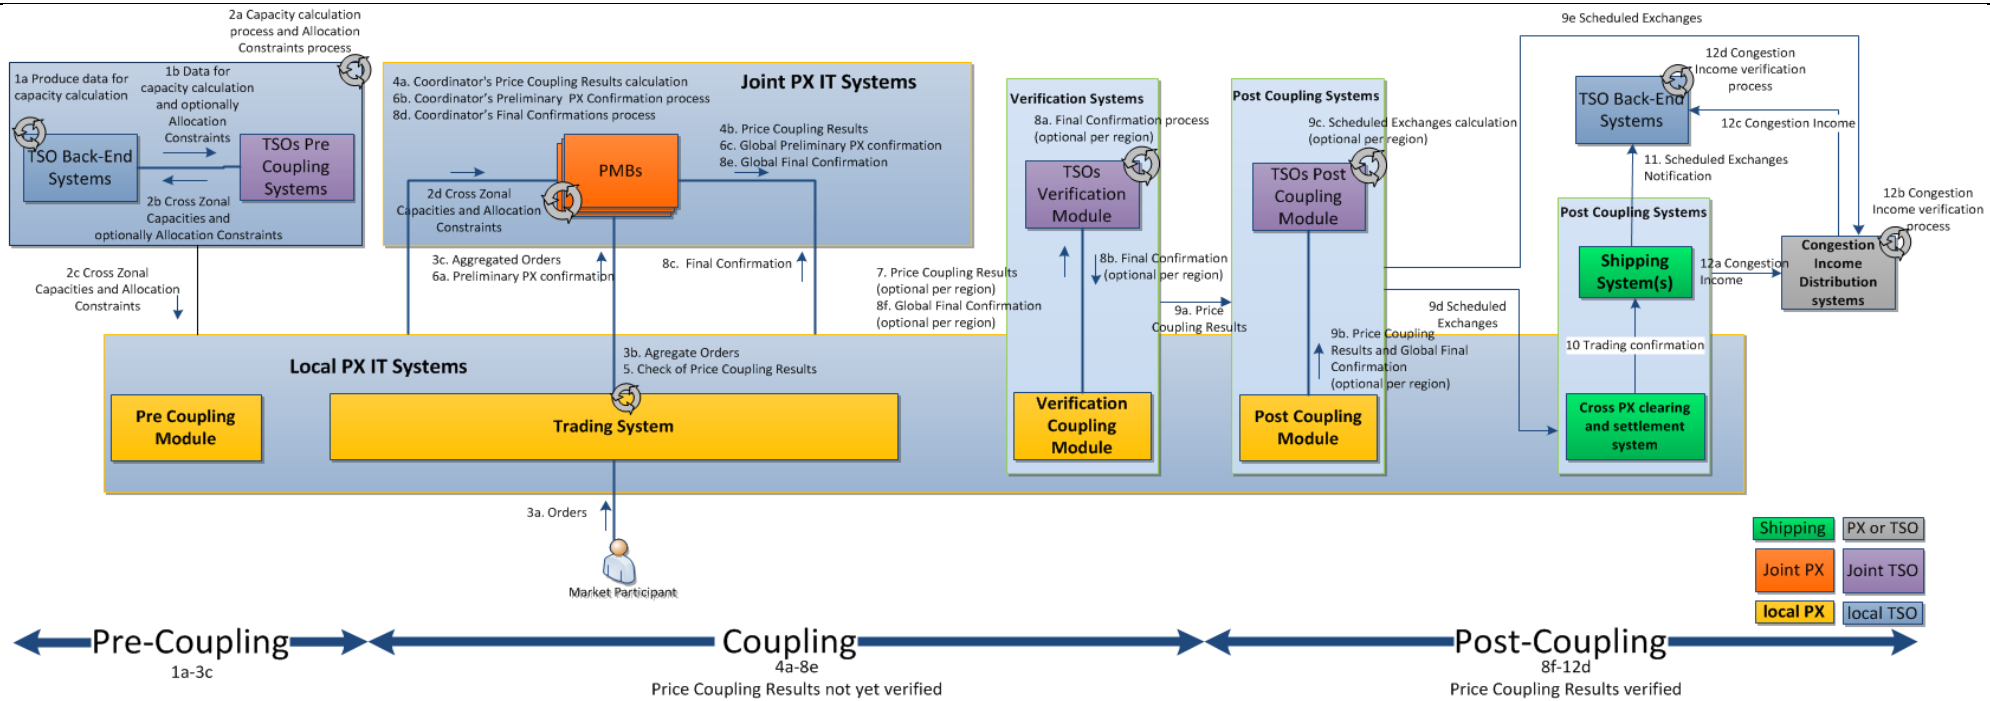 2a Capacity calculation
process and Allocation
Constraints process
1a Produce data for
capacity calculation
1b Data for
capacity calculation
and optionally
Allocation
Constraints
TSO Back-End
Systems
TSOs Pre
Coupling
Systems
2b Cross Zonal
Capacities and
optionally Allocation Constraints
2c Cross Zonal
Capacities and Allocation
Constraints
4a. Coordinator's Price Coupling Results calculation
6b. Coordinator's Preliminary PX Confirmation process
8d. Coordinator's Final Confirmations process
Joint PX IT Systems
4b. Price Coupling Results
6c. Global Preliminary PX confirmation
8e. Global Final Confirmation
PMBs
2d Cross Zonal
Capacities and Allocation
Constraints
3c. Aggregated Orders
6a. Preliminary PX confirmation
8c. Final Confirmation
7. Price Coupling Results
(optional per region)
8f. Global Final Confirmation
(optional per region)
Verification Systems
8a. Final Confirmation process
(optional per region)
TSOs
Verification
Module
8b. Final Confirmation
(optional per region)
9a. Price
Coupling Results
Post Coupling Systems
9c. Scheduled Exchanges calculation
(optional per region)
TSOs Post
Coupling
Module
9b. Price Coupling
Results and Global Final
Confirmation
(optional per region)
9d Scheduled
Exchanges
9e Scheduled Exchanges
12d Congestion
Income verification
process
TSO Back-End
Systems
12c Congestion Income
11. Scheduled Exchanges
Notification
12b Congestion
Income verification
process
Post Coupling Systems
Shipping
System(s)
12a Congestion
Income
Congestion
Income
Distribution
systems
10 Trading confirmation
Cross PX clearing
and settlement
system
Local PX IT Systems
3b. Agregate Orders
5. Check of Price Coupling Results
Pre Coupling
Module
Trading System
Verification
Coupling
Module
Post Coupling
Module
3a. Orders
Market Participant
Shipping
PX or TSO
Joint PX
Joint TSO
local PX
local TSO
Pre-Coupling
1a-3c
Coupling
4a-8e
Price Coupling Results not yet verified
Post-Coupling
8f-12d
Price Coupling Results verified